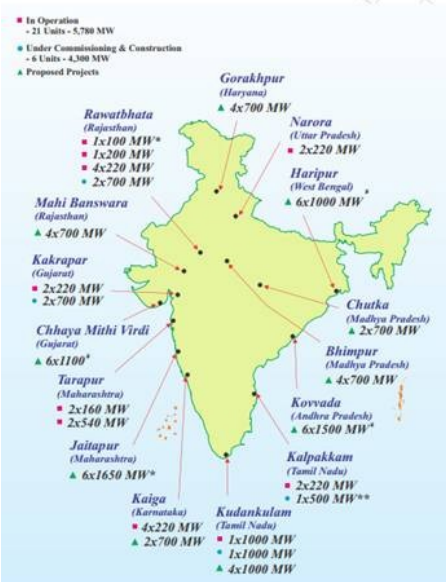 In Operation
- 21 Units - 5,780 MW
Under Commissioning & Construction
- 6 Units - 4,300 MW
Proposed Projects
Gorakhpur
(Haryana)
4x700 MW
Rawatbhata
(Rajasthan)
1x100 MW*
1x200 MW
4x220 MW
2x700 MW
Narora
(Uttar Pradesh)
2x220 MW
Haripur
(West Bengal)
6x1000 MW
Mahi Banswara
(Rajasthan)
4x700 MW
Kakrapar
(Gujarat)
2x220 MW
2x700 MW
Chutka
(Madhya Pradesh)
2x700 MW
Chhaya Mithi Virdi
(Gujarat)
6x1100
Bhimpur
(Madhya Pradesh)
4x700 MW
Tarapur
(Maharashtra)
2x160 MW
2x540 MW
Kovvada
(Andhra Pradesh)
6x1500 MW
Jaitapur
(Maharashtra)
6x1650 MW*
Kalpakkam
(Tamil Nadu)
2x220 MW
1x500 MW**
Kaiga
(Karnataka)
4x220 MW
2x700 MW
Kudankulam
(Tamil Nadu)
1x1000 MW
1x1000 MW
4x1000 MW